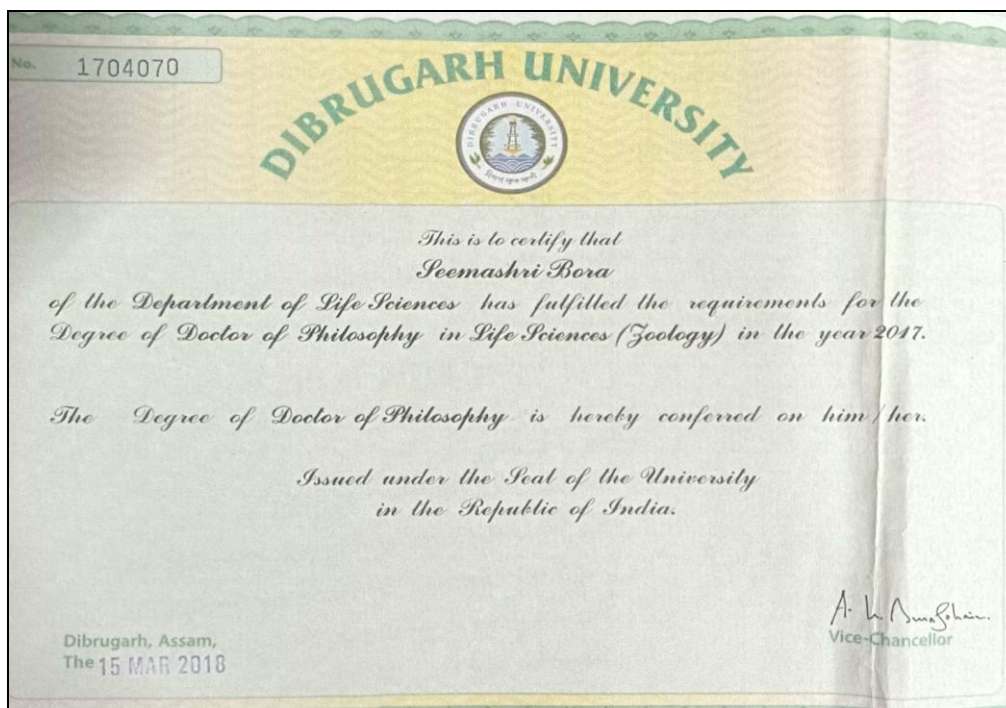 No. 1704070
DIBRUGARH UNIVERSITY
DIBRUGARH UNIVERSITY
This is to certify that
Seemashri Bora
of the Department of Life Sciences has fulfilled the requirements for the
Degree of Doctor of Philosophy in Life Sciences (Zoology) in the year 2017.
The Degree of Doctor of Philosophy is hereby conferred on him/her.
Issued under the Seal of the University
in the Republic of India.
Dibrugarh, Assam,
The 15 MAR 2018
Vice-Chancellor